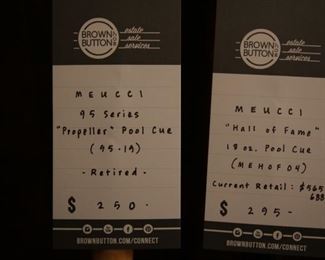 BROWN
BUTTON
estate
sale
services
MEUCCI
95 Series
"Propeller" Pool Cue
(95-19)
- Retired -
$ 250-
BROWNBUTTON.COM/CONNECT
BROWN
BUTTON
estate
sale
services
MEUCCI
"Hall of Fame"
18 oz. Pool Cue
(MEHOF04)
Current Retail: $565
$ 295-
BROWNBUTTON.COM/CONNECT